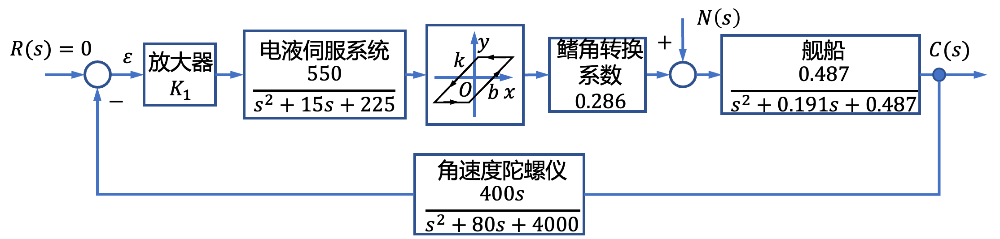 R(s) = 0
ε
放大器
K₁
电液伺服系统
550
s² + 15s + 225
y
k
O
b x
鳍角转换
系数
0.286
+
N(s)
舰船
0.487
s² + 0.191s + 0.487
C(s)
−
角速度陀螺仪
400s
s² + 80s + 4000